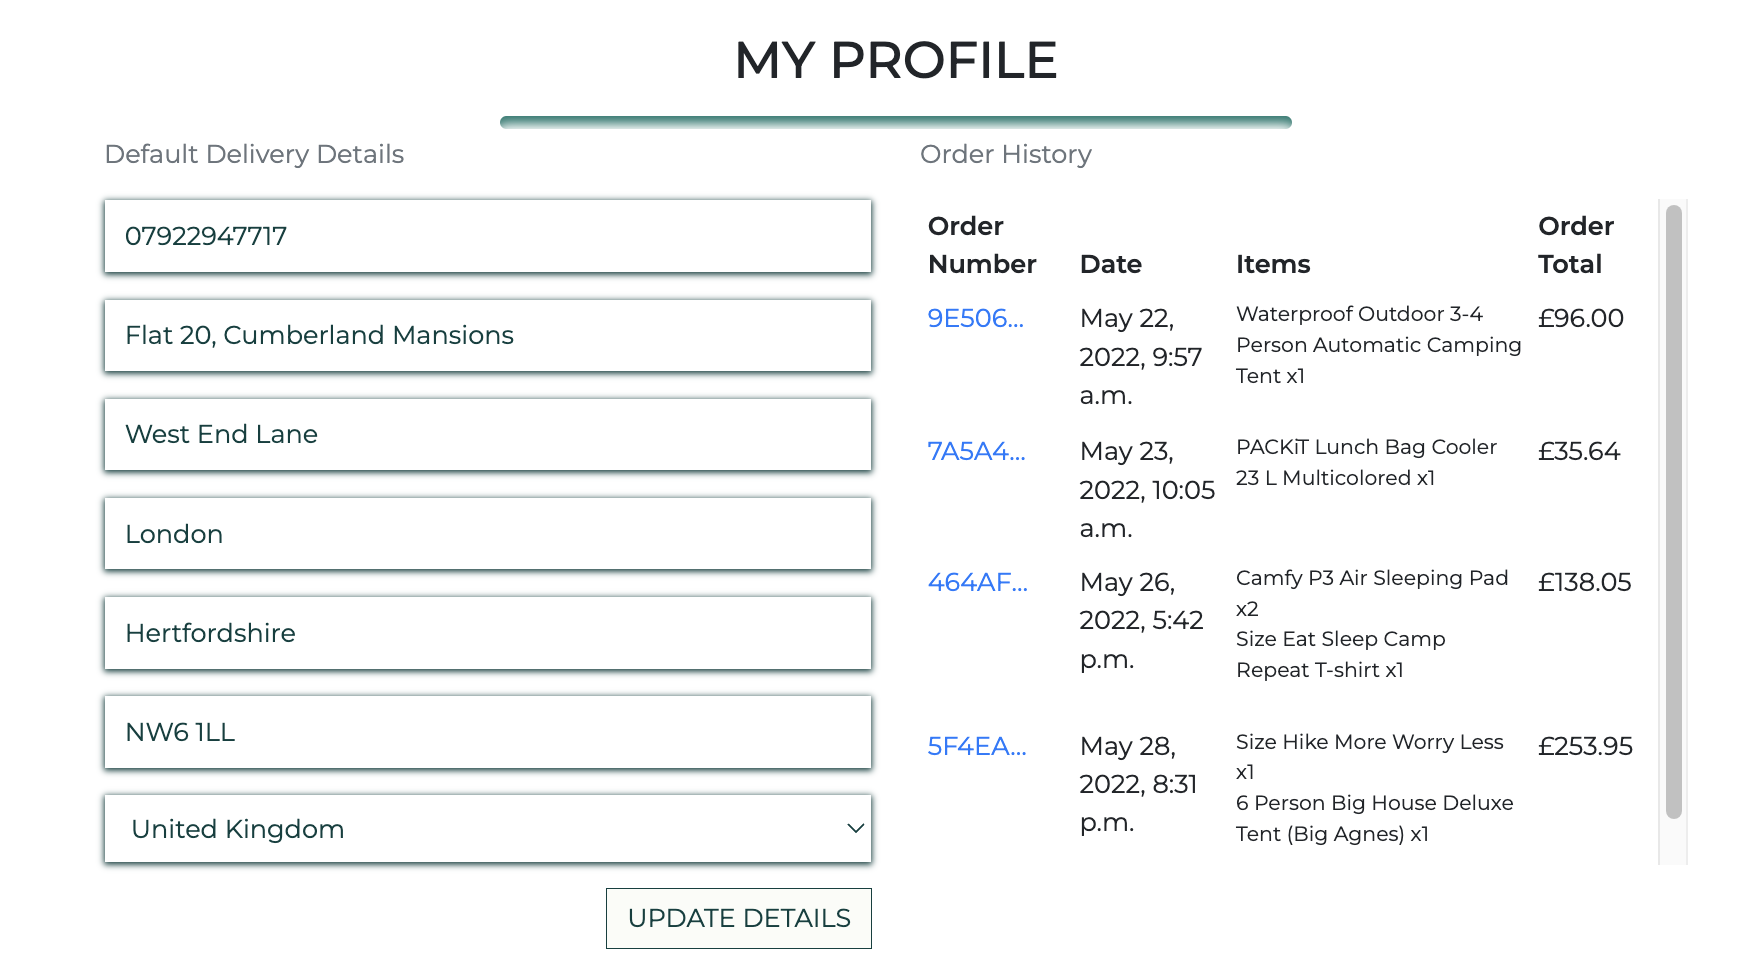 MY PROFILE
Default Delivery Details
07922947717
Flat 20, Cumberland Mansions
West End Lane
London
Hertfordshire
NW6 1LL
United Kingdom
UPDATE DETAILS
Order History
Order
Number
Date
Items
Order
Total
9E506...
May 22,
2022, 9:57
a.m.
Waterproof Outdoor 3-4
Person Automatic Camping
Tent x1
£96.00
7A5A4...
May 23,
2022, 10:05
a.m.
PACKiT Lunch Bag Cooler
23 L Multicolored x1
£35.64
464AF...
May 26,
2022, 5:42
p.m.
Camfy P3 Air Sleeping Pad
x2
Size Eat Sleep Camp
Repeat T-shirt x1
£138.05
5F4EA...
May 28,
2022, 8:31
p.m.
Size Hike More Worry Less
x1
6 Person Big House Deluxe
Tent (Big Agnes) x1
£253.95